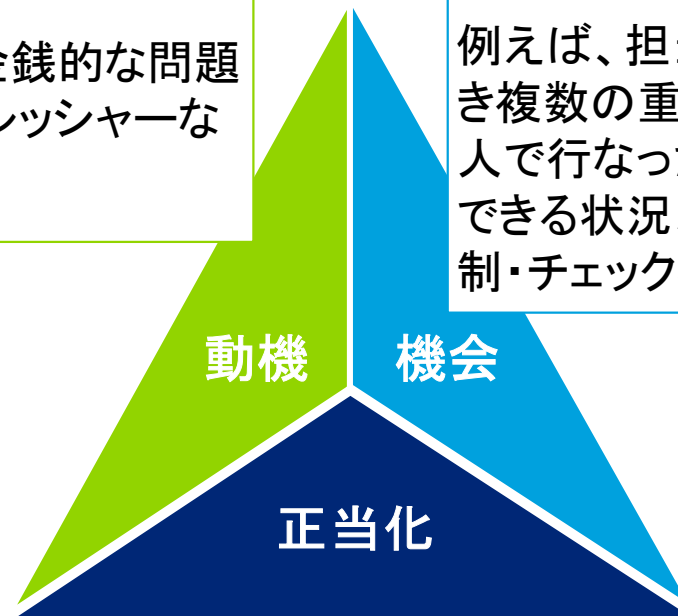 金銭的な問題
レッシャーな
例えば、担
き複数の重
人で行なっ
できる状況
制・チェック
動機
機会
正当化